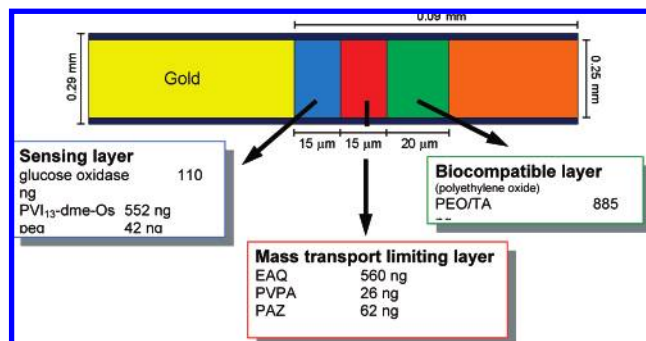 0.09 mm
0.29 mm
Gold
0.25 mm
15 μm 15 μm 20 μm
Sensing layer
glucose oxidase 110
ng
PVI₁₃-dme-Os 552 ng
peg 42 ng
Biocompatible layer
(polyethylene oxide)
PEO/TA 885
Mass transport limiting layer
EAQ 560 ng
PVPA 26 ng
PAZ 62 ng